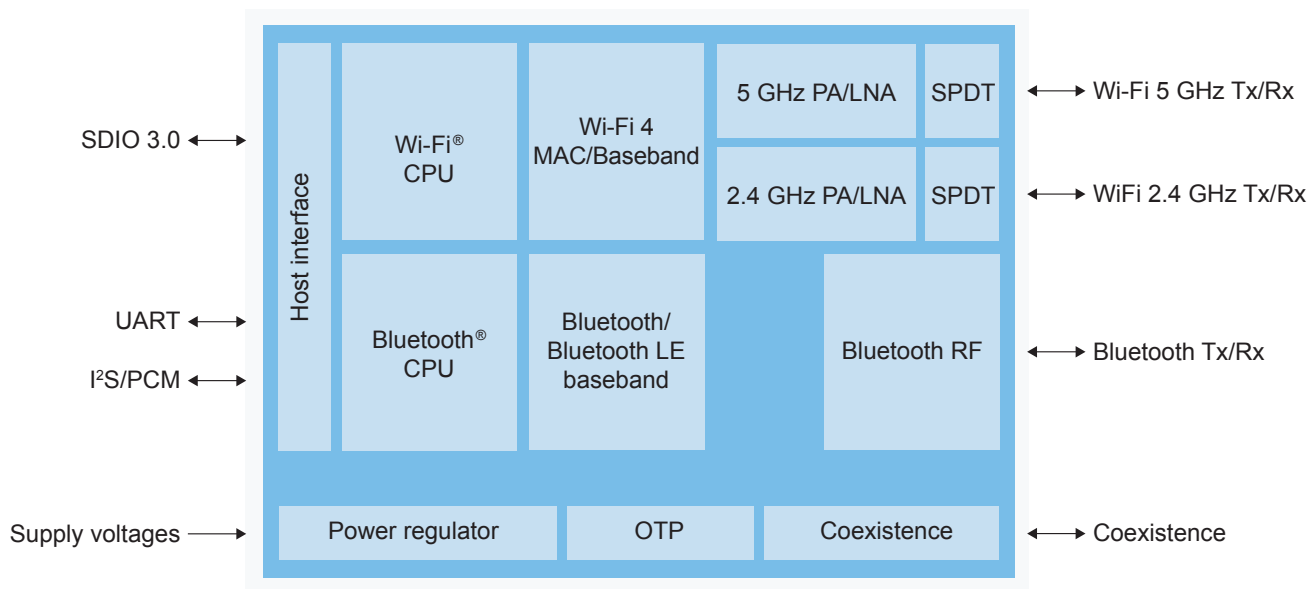 SDIO 3.0
UART
I²S/PCM
Supply voltages
Host interface
Wi-Fi®
CPU
Wi-Fi 4
MAC/Baseband
5 GHz PA/LNA
SPDT
2.4 GHz PA/LNA
SPDT
Bluetooth®
CPU
Bluetooth/
Bluetooth LE
baseband
Bluetooth RF
Power regulator
OTP
Coexistence
Wi-Fi 5 GHz Tx/Rx
WiFi 2.4 GHz Tx/Rx
Bluetooth Tx/Rx
Coexistence